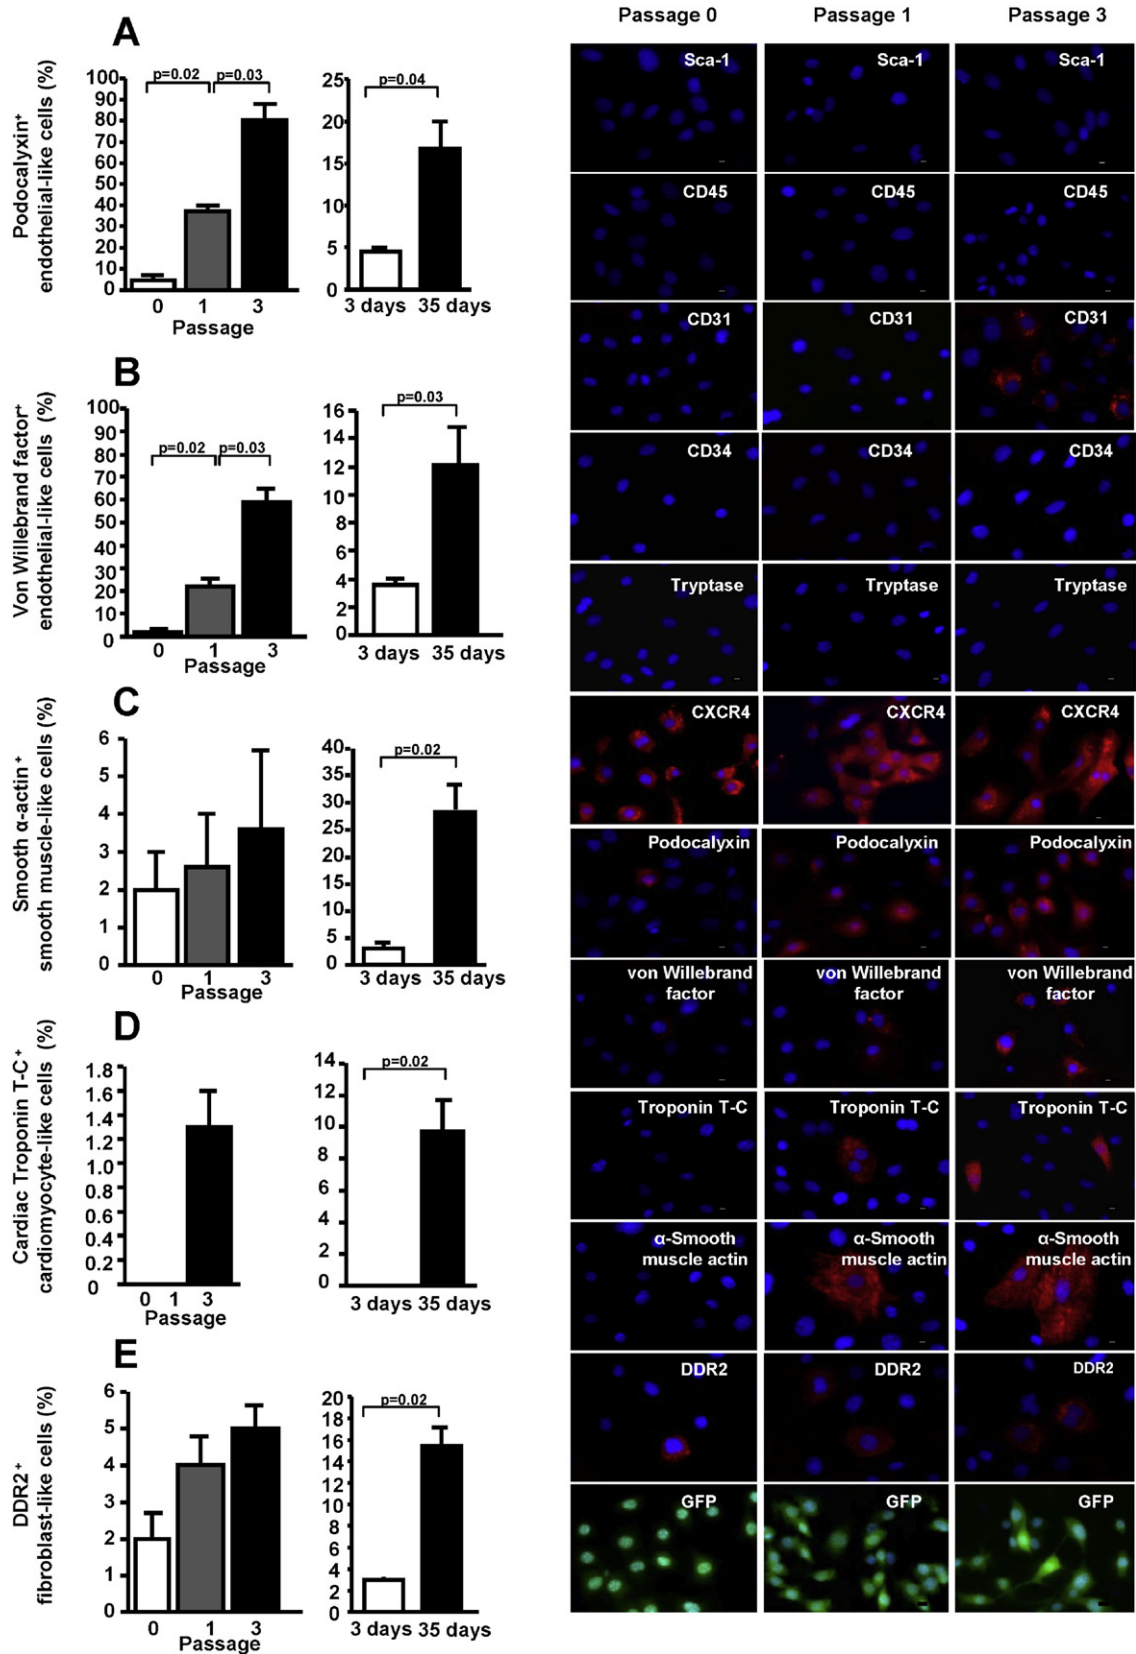 A
Podocalyxin⁺
endothelial-like cells (%)
100
90
80
70
60
50
40
30
20
10
0
p=0.02
p=0.03
0
1
3
Passage
25
20
15
10
5
0
p=0.04
3 days
35 days
B
Von Willebrand factor⁺
endothelial-like cells (%)
100
90
80
70
60
50
40
30
20
10
0
p=0.02
p=0.03
0
1
3
Passage
16
14
12
10
8
6
4
2
0
p=0.03
3 days
35 days
C
Smooth α-actin⁺
smooth muscle-like cells (%)
6
5
4
3
2
1
0
0
1
3
Passage
40
35
30
25
20
15
10
5
0
p=0.02
3 days
35 days
D
Cardiac Troponin T-C⁺
cardiomyocyte-like cells (%)
1.8
1.6
1.4
1.2
1.0
0.8
0.6
0.4
0.2
0
0
1
3
Passage
14
12
10
8
6
4
2
0
p=0.02
3 days
35 days
E
DDR2⁺
fibroblast-like cells (%)
6
5
4
3
2
1
0
0
1
3
Passage
20
18
16
14
12
10
8
6
4
2
0
p=0.02
3 days
35 days
Passage 0
Passage 1
Passage 3
Sca-1
Sca-1
Sca-1
CD45
CD45
CD45
CD31
CD31
CD31
CD34
CD34
CD34
Tryptase
Tryptase
Tryptase
CXCR4
CXCR4
CXCR4
Podocalyxin
Podocalyxin
Podocalyxin
von Willebrand
factor
von Willebrand
factor
von Willebrand
factor
Troponin T-C
Troponin T-C
Troponin T-C
α-Smooth
muscle actin
α-Smooth
muscle actin
α-Smooth
muscle actin
DDR2
DDR2
DDR2
GFP
GFP
GFP